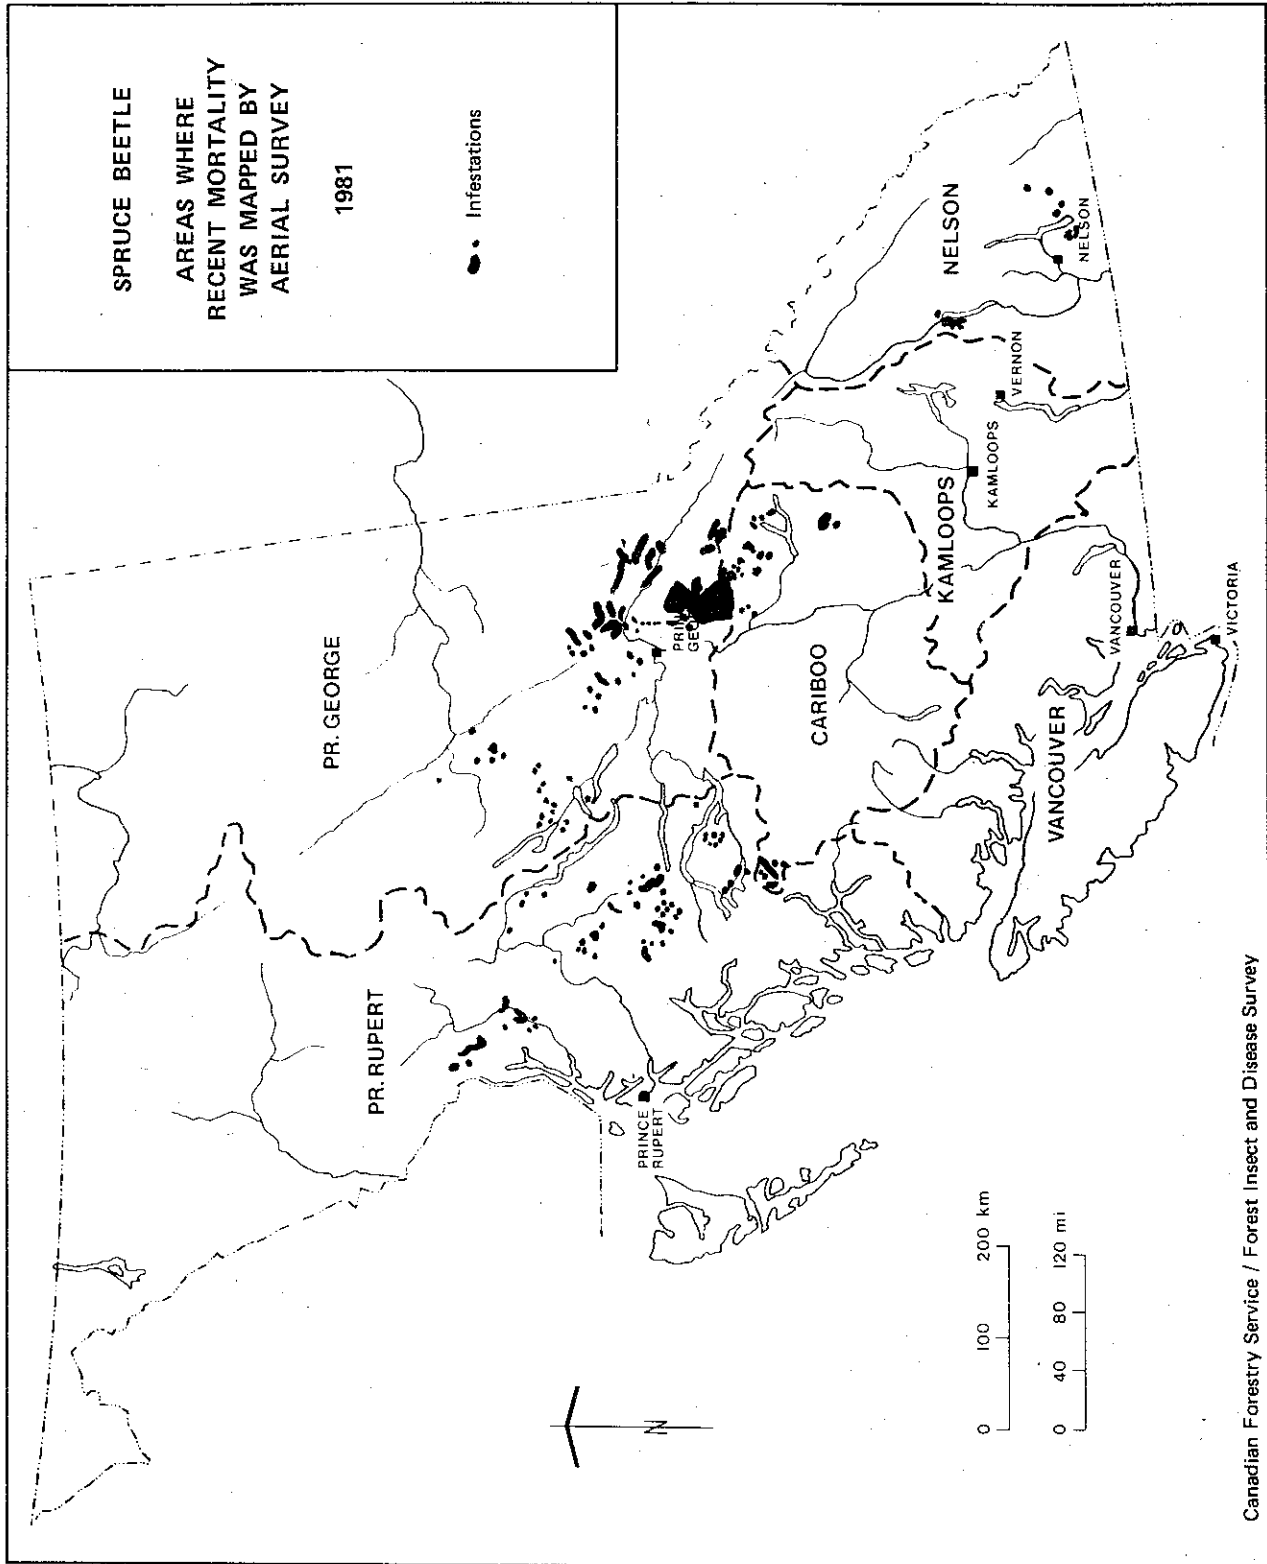 SPRUCE BEETLE
AREAS WHERE
RECENT MORTALITY
WAS MAPPED BY
AERIAL SURVEY
1981
Infestations
PR. GEORGE
PR. RUPERT
PRINCE
RUPERT
CARIBOO
KAMLOOPS
KAMLOOPS
VERNON
NELSON
NELSON
VANCOUVER
VANCOUVER
VICTORIA
N
0 100 200 km
0 40 80 120 mi
Canadian Forestry Service / Forest Insect and Disease Survey